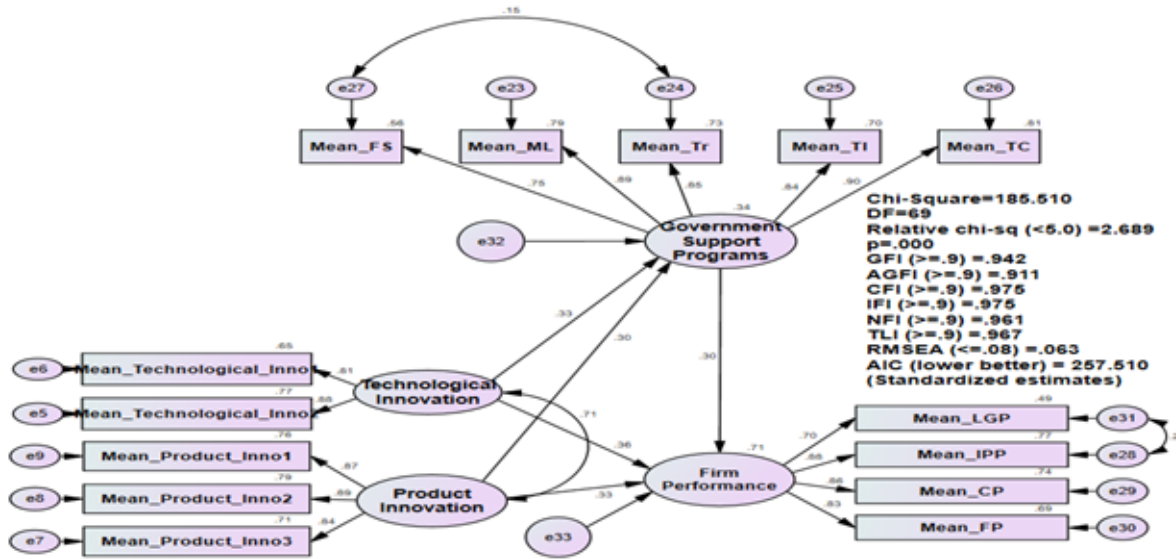 .15
e27 e23 e24 e25 e26
.56 .79 .73 .70 .81
Mean_FS Mean_ML Mean_Tr Mean_TI Mean_TC
.75 .89 .85 .84 .90
.34
Government
Support
Programs
e32
Chi-Square=185.510
DF=69
Relative chi-sq (<5.0) =2.689
p=.000
GFI (>=.9) =.942
AGFI (>=.9) =.911
CFI (>=.9) =.975
IFI (>=.9) =.975
NFI (>=.9) =.961
TLI (>=.9) =.967
RMSEA (<=.08) =.063
AIC (lower better) = 257.510
(Standardized estimates)
.33
.30
.30
.65
e6 Mean_Technological_Inno
.81
Technological
Innovation
.77
e5 Mean_Technological_Inno
.88
.71
.36
.76
e9 Mean_Product_Inno1
.87
.79
e8 Mean_Product_Inno2
.89
Product
Innovation
.71
e7 Mean_Product_Inno3
.84
.33
e33
.71
Firm
Performance
.49
Mean_LGP e31
.70
.77
Mean_IPP e28
.88
.74
Mean_CP e29
.86
.69
Mean_FP e30
.83